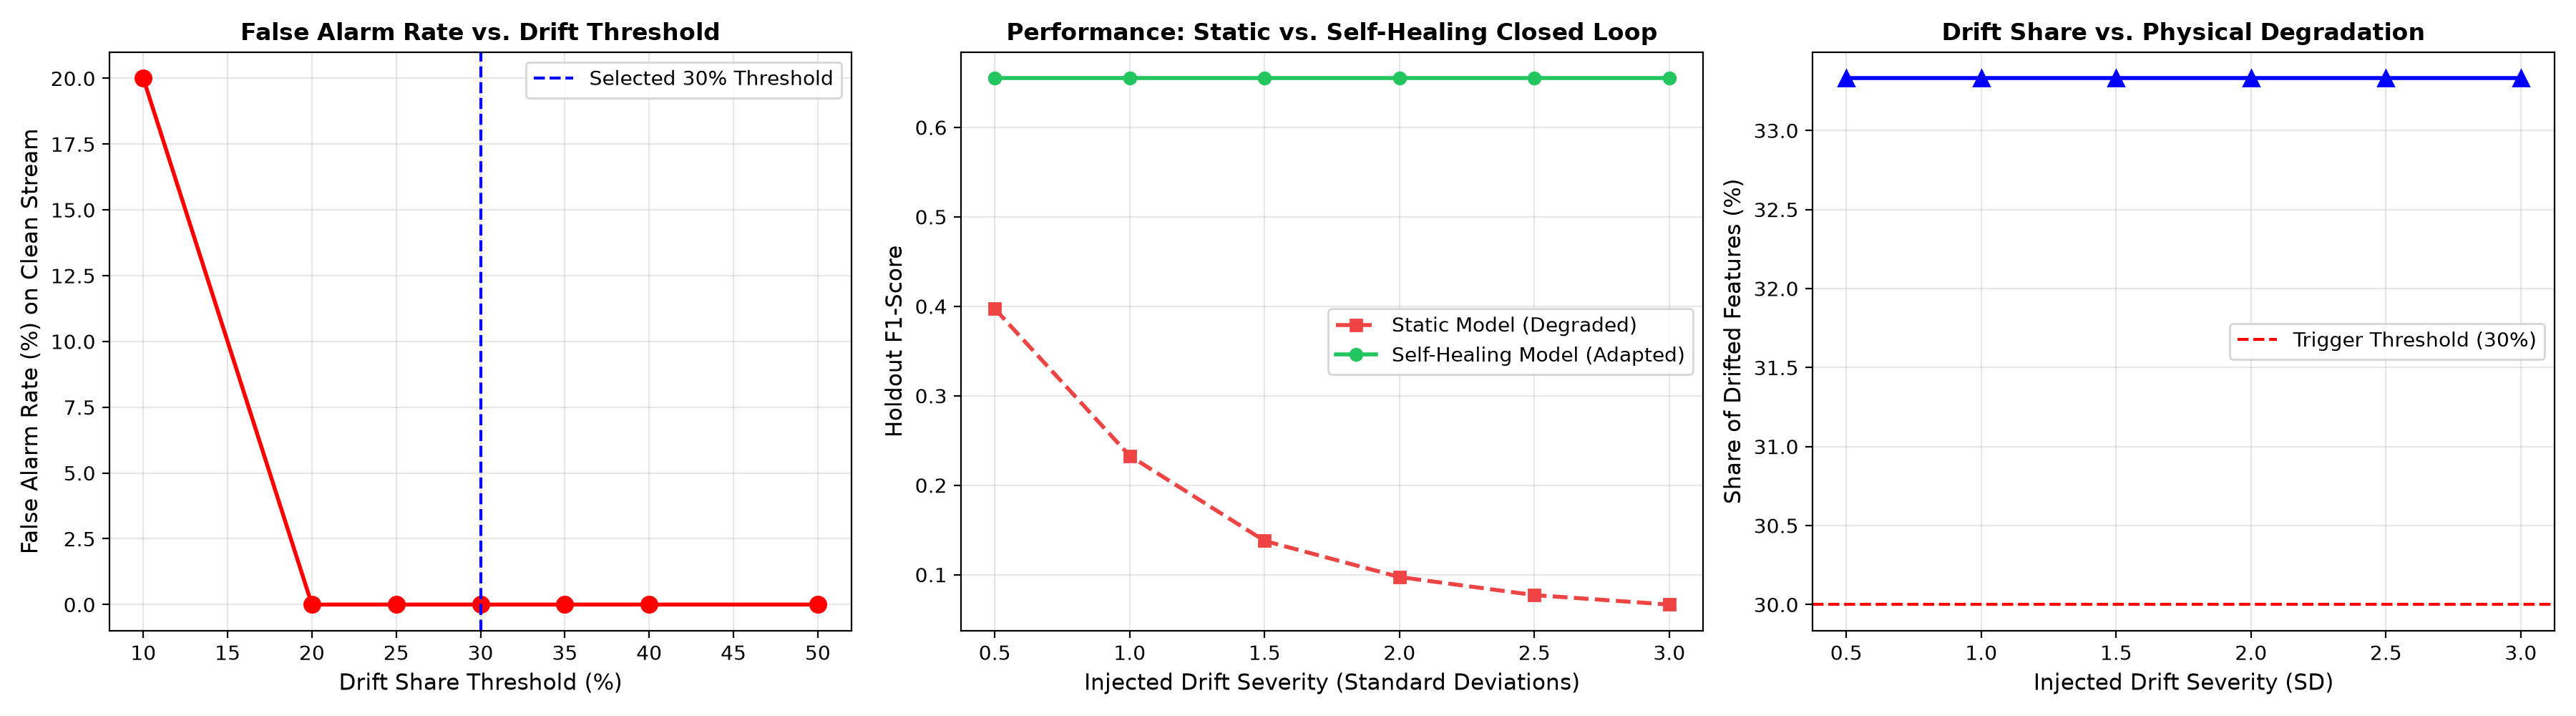 False Alarm Rate vs. Drift Threshold
False Alarm Rate (%) on Clean Stream
20.0
17.5
15.0
12.5
10.0
7.5
5.0
2.5
0.0
Selected 30% Threshold
10 15 20 25 30 35 40 45 50
Drift Share Threshold (%)
Performance: Static vs. Self-Healing Closed Loop
Holdout F1-Score
0.6
0.5
0.4
0.3
0.2
0.1
Static Model (Degraded)
Self-Healing Model (Adapted)
0.5 1.0 1.5 2.0 2.5 3.0
Injected Drift Severity (Standard Deviations)
Drift Share vs. Physical Degradation
Share of Drifted Features (%)
33.0
32.5
32.0
31.5
31.0
30.5
30.0
Trigger Threshold (30%)
0.5 1.0 1.5 2.0 2.5 3.0
Injected Drift Severity (SD)